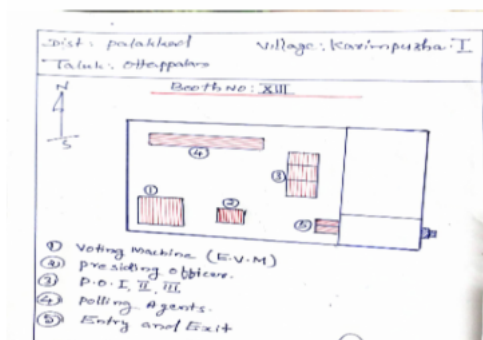 Dist: palakkad Village: Karimpuzha-I
Taluk: Ottappalam
Booth No: XIII
N
S
④
③
①
②
⑤
① Voting Machine (E.V.M)
② presiding officer.
③ P.O. I, II, III
④ Polling Agents.
⑤ Entry and Exit